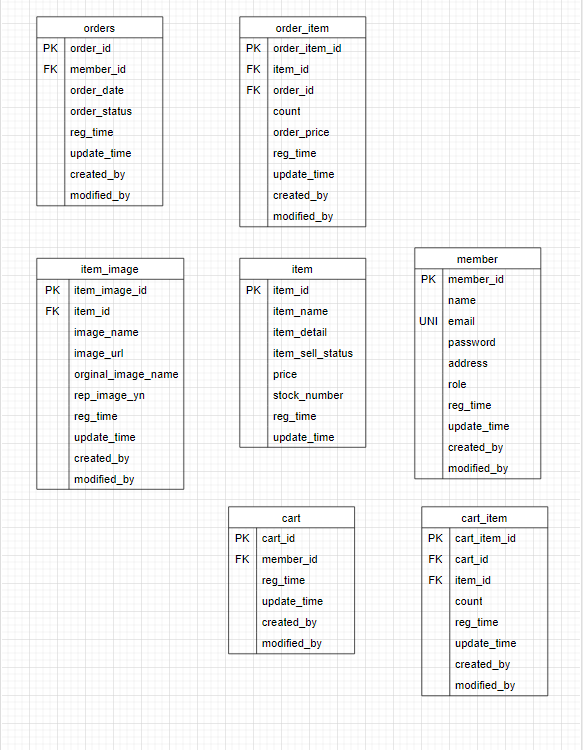 orders
PK order_id
FK member_id
order_date
order_status
reg_time
update_time
created_by
modified_by
order_item
PK order_item_id
FK item_id
FK order_id
count
order_price
reg_time
update_time
created_by
modified_by
item_image
PK item_image_id
FK item_id
image_name
image_url
orginal_image_name
rep_image_yn
reg_time
update_time
created_by
modified_by
item
PK item_id
item_name
item_detail
item_sell_status
price
stock_number
reg_time
update_time
member
PK member_id
name
UNI email
password
address
role
reg_time
update_time
created_by
modified_by
cart
PK cart_id
FK member_id
reg_time
update_time
created_by
modified_by
cart_item
PK cart_item_id
FK cart_id
FK item_id
count
reg_time
update_time
created_by
modified_by